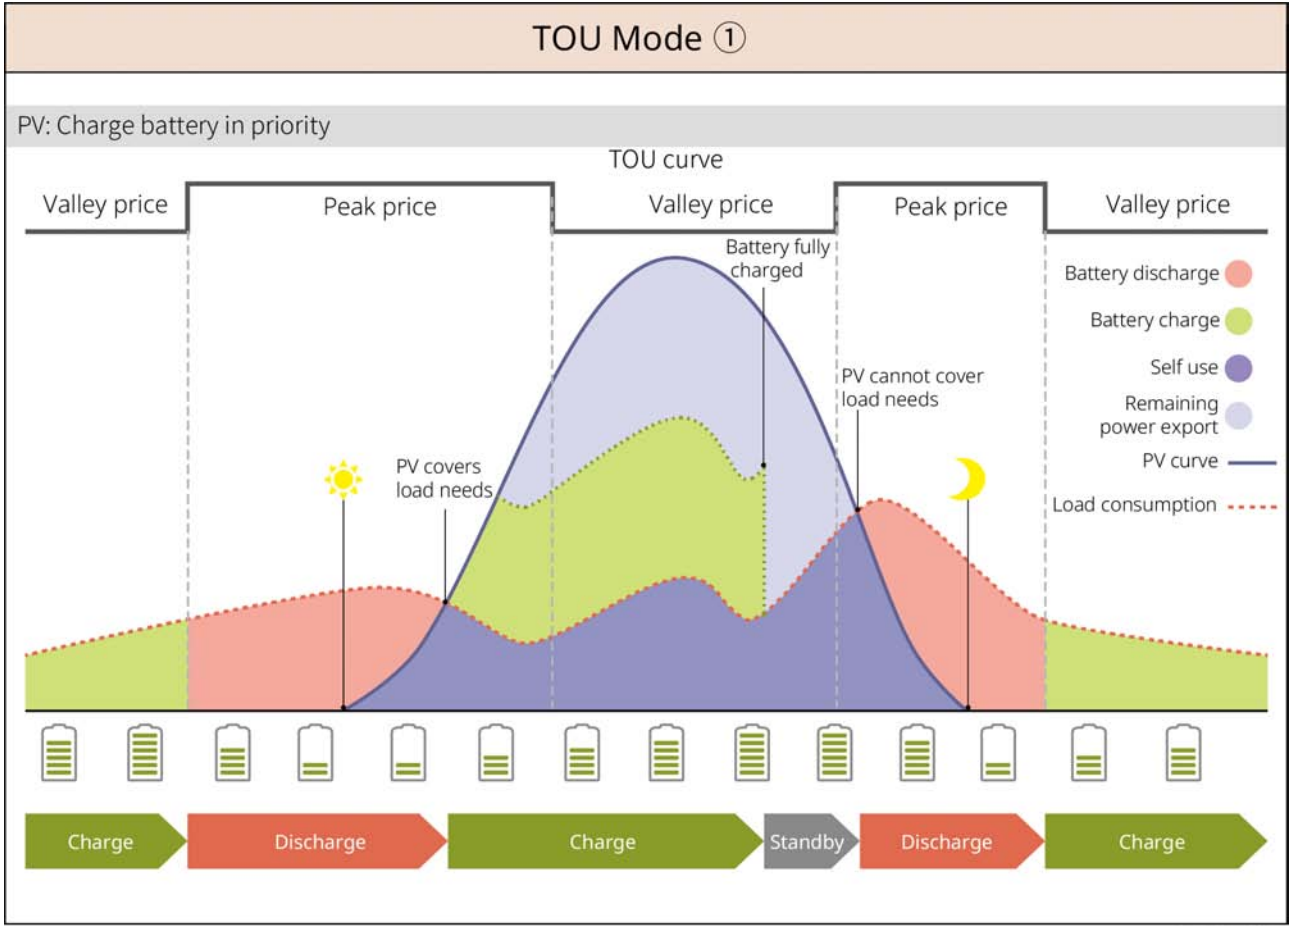 TOU Mode ①
PV: Charge battery in priority
TOU curve
Valley price
Peak price
Valley price
Peak price
Valley price
Battery fully
charged
Battery discharge
Battery charge
Self use
Remaining
power export
PV curve
Load consumption
PV cannot cover
load needs
PV covers
load needs
Charge
Discharge
Charge
Standby
Discharge
Charge